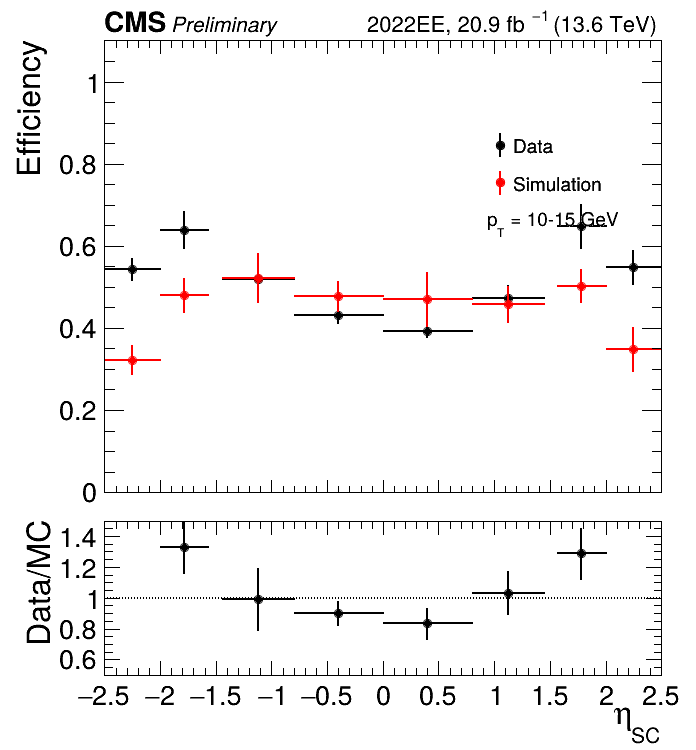 CMS Preliminary 2022EE, 20.9 fb⁻¹ (13.6 TeV)
Efficiency
1
0.8
0.6
0.4
0.2
0
Data
Simulation
p_T = 10-15 GeV
Data/MC
1.4
1.2
1
0.8
0.6
−2.5 −2 −1.5 −1 −0.5 0 0.5 1 1.5 2 2.5
η_SC